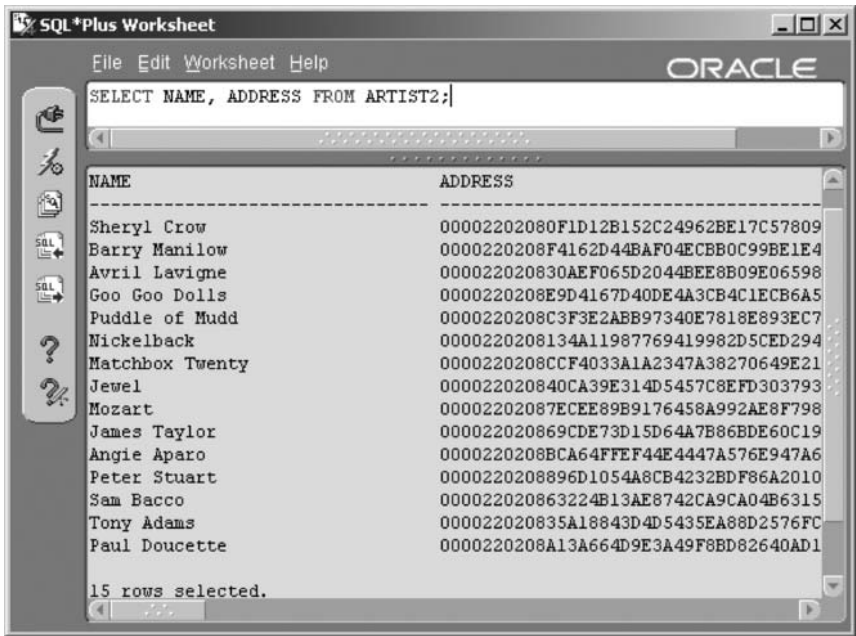 SQL*Plus Worksheet
File Edit Worksheet Help
ORACLE
SELECT NAME, ADDRESS FROM ARTIST2;
NAME ADDRESS
-------------------------------- ------------------------------------
Sheryl Crow 00002202080F1D12B152C24962BE17C57809
Barry Manilow 00002202208F4162D44BAF04ECBB0C99BE1E4
Avril Lavigne 000022020830AEF065D2044BEE8B09E06598
Goo Goo Dolls 0000220208E9D4167D40DE4A3CB4C1ECB6A5
Puddle of Mudd 0000220208C3F3E2ABB97340E7818E893EC7
Nickelback 0000220208134A11987769419982D5CED294
Matchbox Twenty 0000220208CCF4033A1A2347A38270649E21
Jewel 000022020840CA39E314D5457C8EFD303793
Mozart 00002202087ECEE89B9176458A992AE8F798
James Taylor 000022020869CDE73D15D64A7B86BDE60C19
Angie Aparo 0000220208BCA64FFEF44E4447A576E947A6
Peter Stuart 0000220208896D1054A8CB4232BDF86A2010
Sam Bacco 000022020863224B13AE8742CA9CA04B6315
Tony Adams 000022020835A18843D4D5435EA88D2576FC
Paul Doucette 0000220208A13A664D9E3A49F8BD82640AD1
15 rows selected.